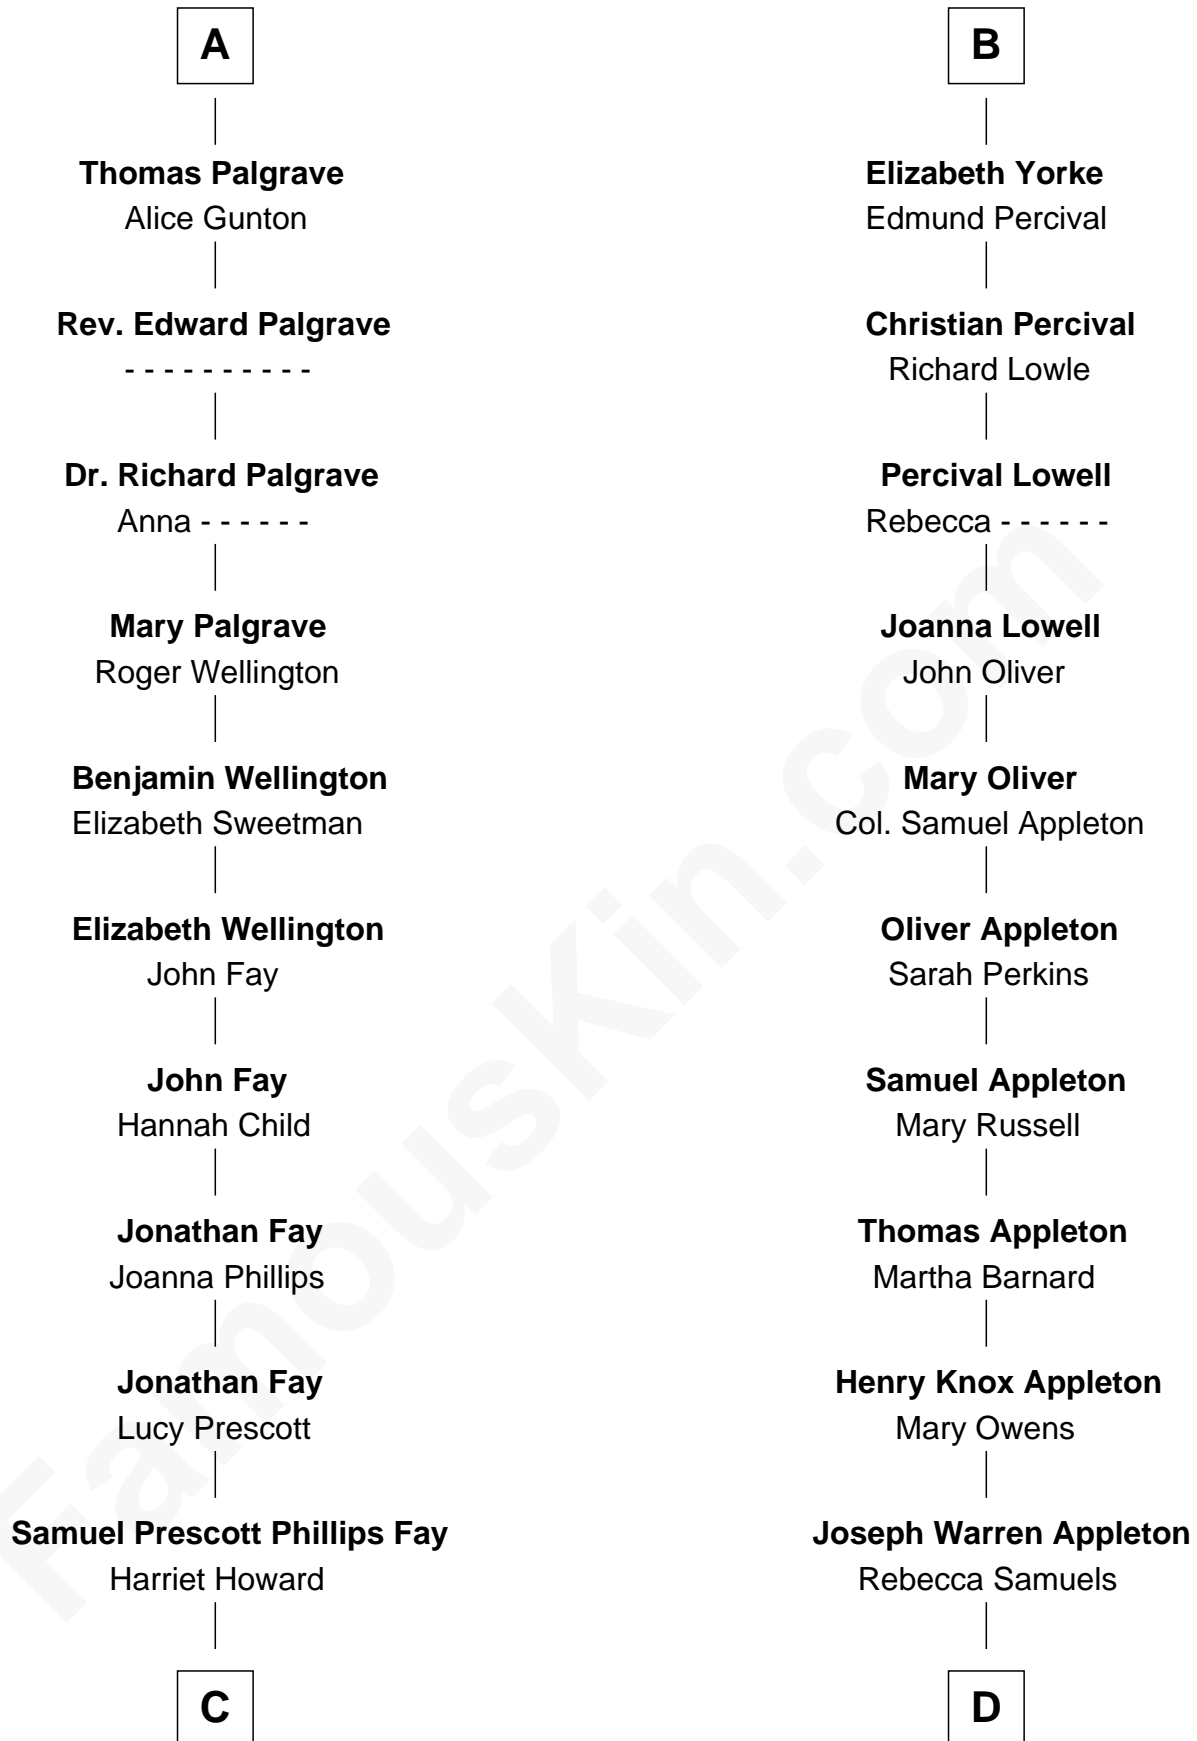 A
Thomas Palgrave
Alice Gunton
Rev. Edward Palgrave
- - - - - - - - - -
Dr. Richard Palgrave
Anna - - - - - -
Mary Palgrave
Roger Wellington
Benjamin Wellington
Elizabeth Sweetman
Elizabeth Wellington
John Fay
John Fay
Hannah Child
Jonathan Fay
Joanna Phillips
Jonathan Fay
Lucy Prescott
Samuel Prescott Phillips Fay
Harriet Howard
C
B
Elizabeth Yorke
Edmund Percival
Christian Percival
Richard Lowle
Percival Lowell
Rebecca - - - - - -
Joanna Lowell
John Oliver
Mary Oliver
Col. Samuel Appleton
Oliver Appleton
Sarah Perkins
Samuel Appleton
Mary Russell
Thomas Appleton
Martha Barnard
Henry Knox Appleton
Mary Owens
Joseph Warren Appleton
Rebecca Samuels
D
FamousKin.com